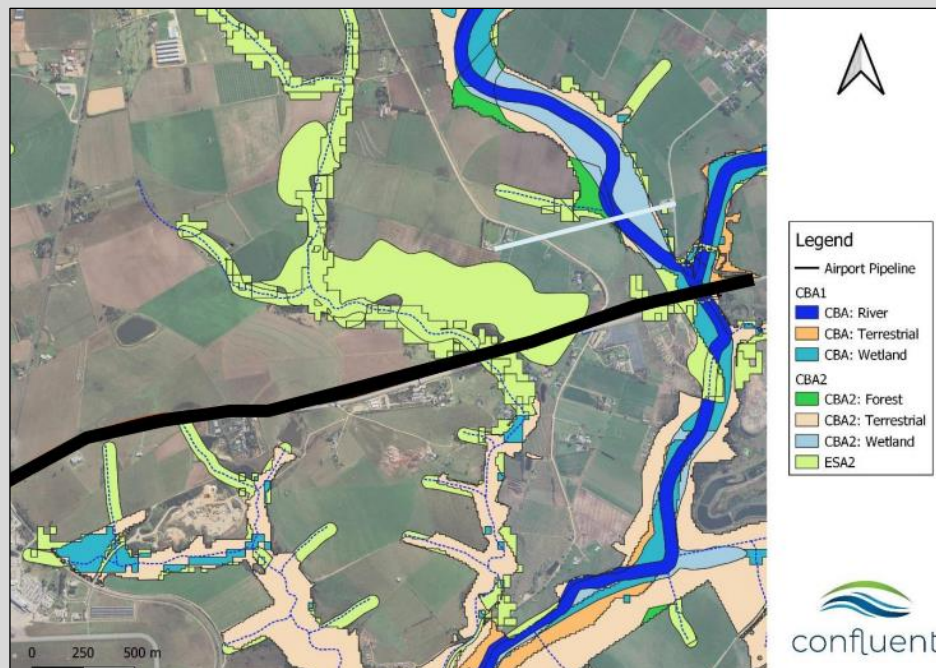 Legend
Airport Pipeline
CBA1
CBA: River
CBA: Terrestrial
CBA: Wetland
CBA2
CBA2: Forest
CBA2: Terrestrial
CBA2: Wetland
ESA2
confluent
0 250 500 m